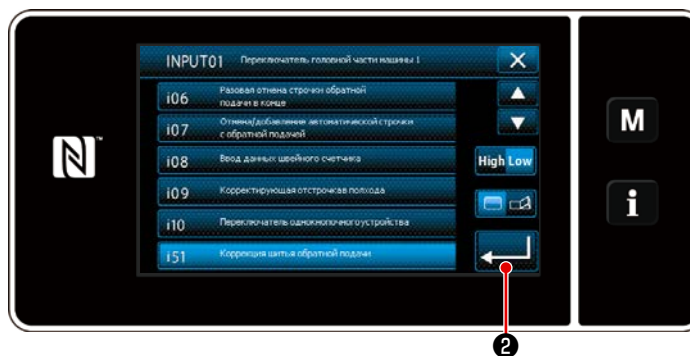 INPUT01 Переключатель головной части машины 1
i06 Разовая отмена строчки обратной
подачи в конце
i07 Отмена/добавление автоматической строчки
с обратной подачей
i08 Ввод данных швейного счетчика
High Low
i09 Корректирующая отстрочкав полхода
i10 Переключатель однокнопочного устройства
i51 Коррекция шитья обратной подачи
M
i
N
2